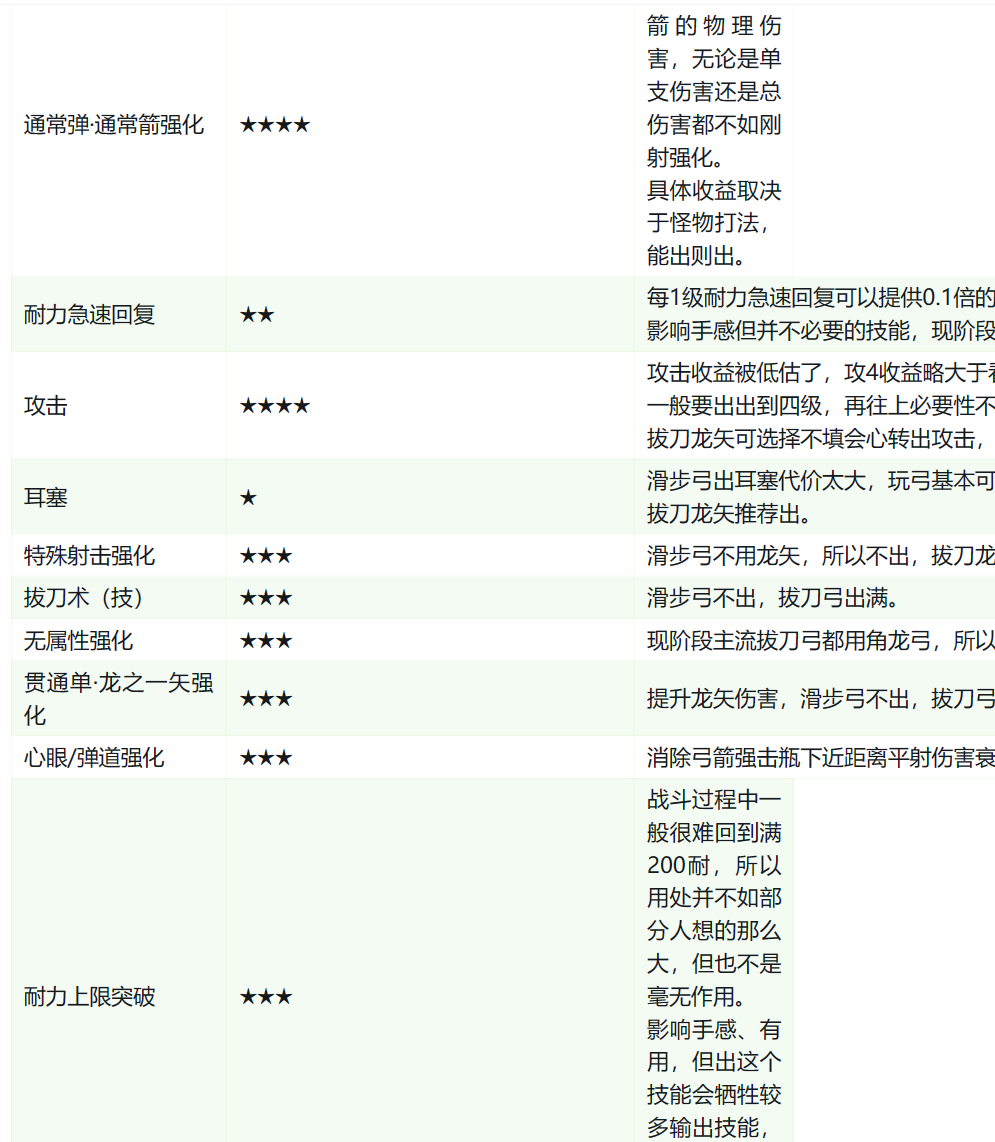 箭的物理伤
害，无论是单
支伤害还是总
伤害都不如刚
射强化。
具体收益取决
于怪物打法，
能出则出。
通常弹·通常箭强化 ★★★★
耐力急速回复 ★★
每1级耐力急速回复可以提供0.1倍的
影响手感但并不必要的技能，现阶段
攻击 ★★★★
攻击收益被低估了，攻4收益略大于看
一般要出出到四级，再往上必要性不
拔刀龙矢可选择不填会心转出攻击，
耳塞 ★
滑步弓出耳塞代价太大，玩弓基本可
拔刀龙矢推荐出。
特殊射击强化 ★★★ 滑步弓不用龙矢，所以不出，拔刀龙
拔刀术（技） ★★★ 滑步弓不出，拔刀弓出满。
无属性强化 ★★★ 现阶段主流拔刀弓都用角龙弓，所以
贯通单·龙之一矢强
化
★★★ 提升龙矢伤害，滑步弓不出，拔刀弓
心眼/弹道强化 ★★★ 消除弓箭强击瓶下近距离平射伤害衰
耐力上限突破 ★★★
战斗过程中一
般很难回到满
200耐，所以
用处并不如部
分人想的那么
大，但也不是
毫无作用。
影响手感、有
用，但出这个
技能会牺牲较
多输出技能，